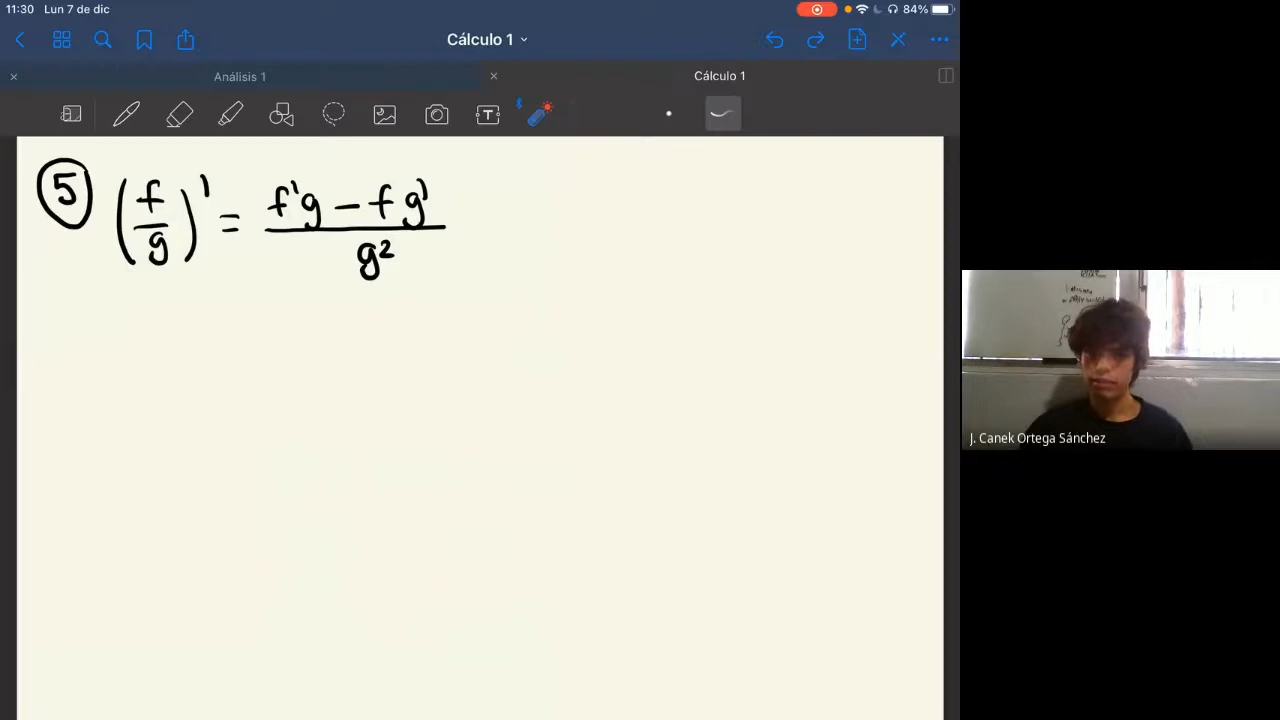 11:30 Lun 7 de dic 84%
Cálculo 1
Análisis 1
Cálculo 1
T
5 (f/g)' = (f'g - fg')/g²
J. Canek Ortega Sánchez